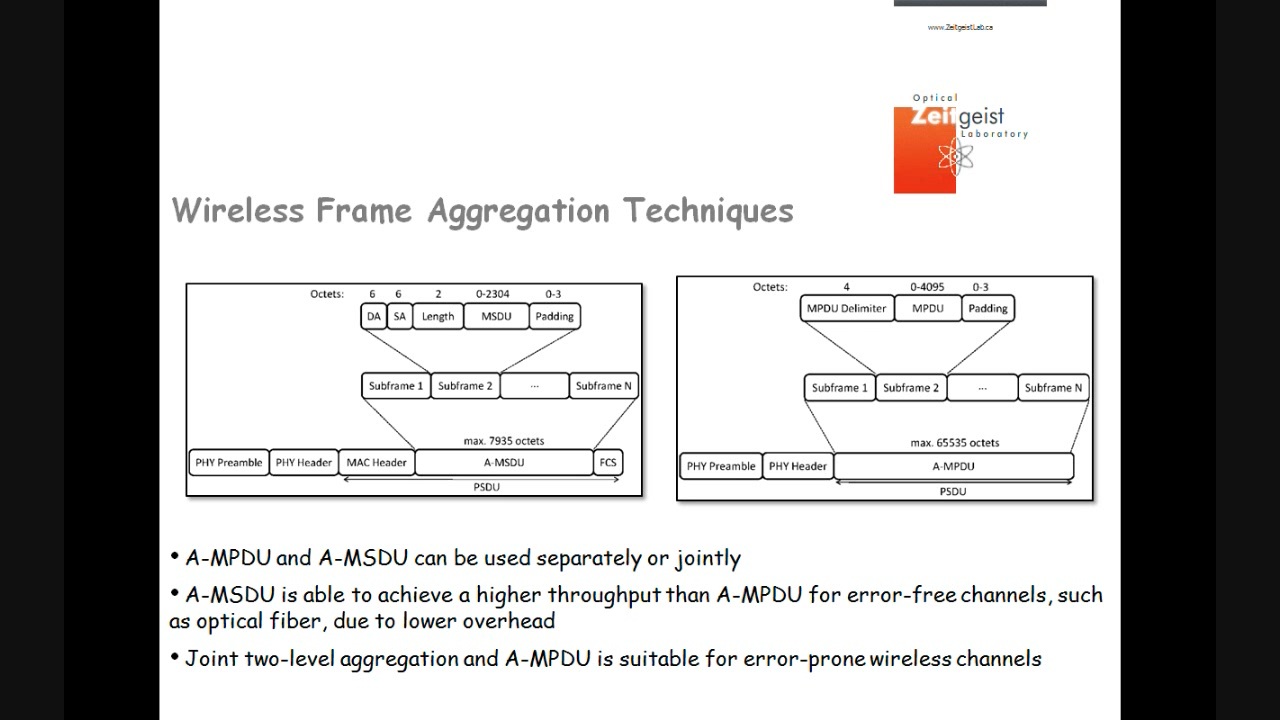 www.ZeitgeistLab.ca
Optical
Zeitgeist
Laboratory
Wireless Frame Aggregation Techniques
Octets: 6 6 2 0-2304 0-3
DA SA Length MSDU Padding
Subframe 1 Subframe 2 ... Subframe N
max. 7935 octets
PHY Preamble PHY Header MAC Header A-MSDU FCS
PSDU
Octets: 4 0-4095 0-3
MPDU Delimiter MPDU Padding
Subframe 1 Subframe 2 ... Subframe N
max. 65535 octets
PHY Preamble PHY Header A-MPDU
PSDU
• A-MPDU and A-MSDU can be used separately or jointly
• A-MSDU is able to achieve a higher throughput than A-MPDU for error-free channels, such
as optical fiber, due to lower overhead
• Joint two-level aggregation and A-MPDU is suitable for error-prone wireless channels